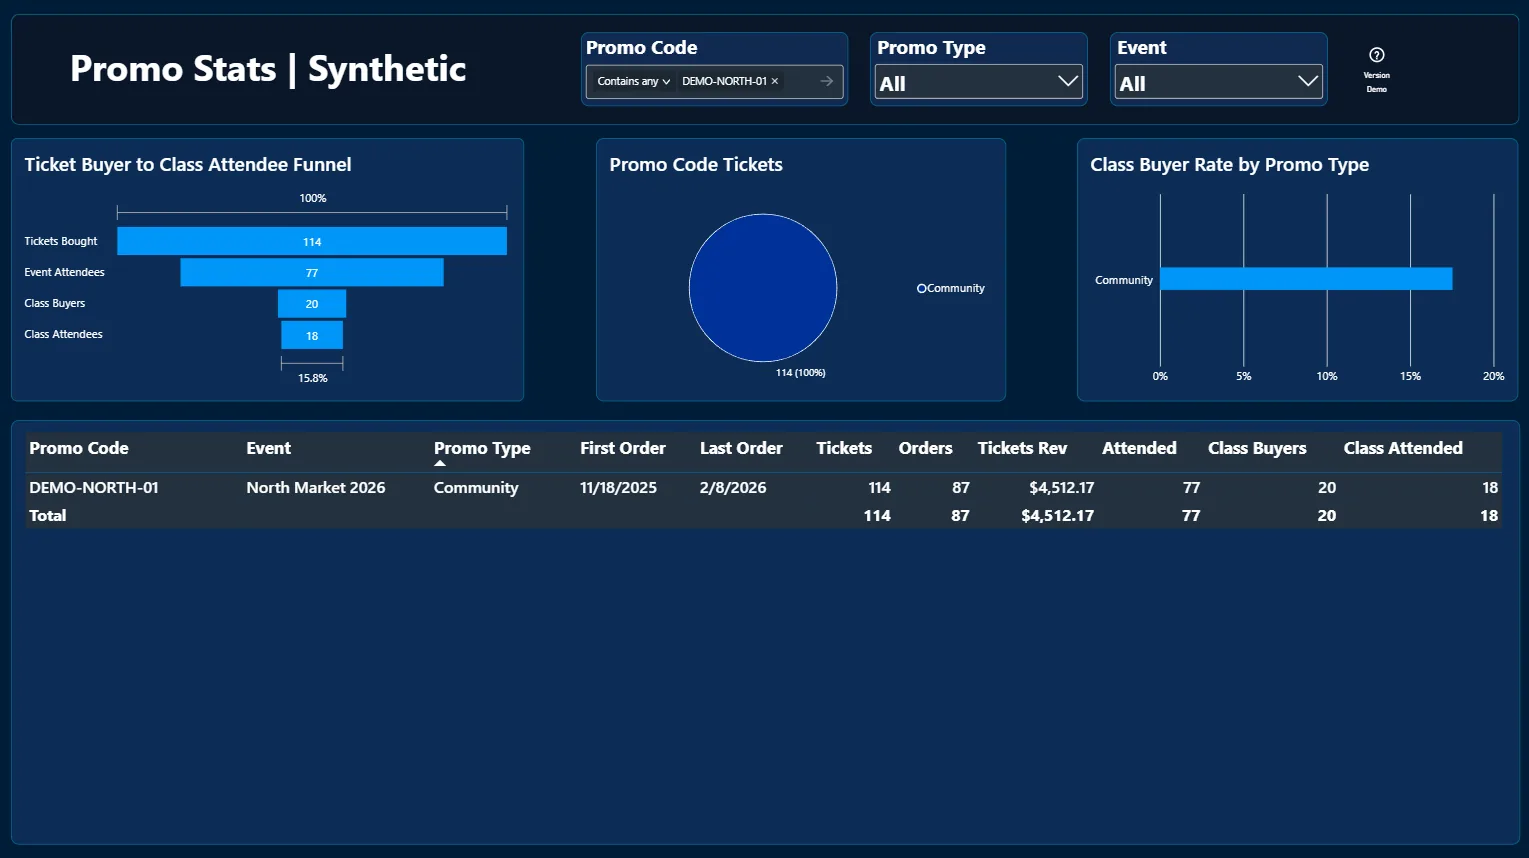 Promo Stats | Synthetic
Promo Code
Contains any DEMO-NORTH-01 ×
Promo Type
All
Event
All
?
Version
Demo
Ticket Buyer to Class Attendee Funnel
100%
Tickets Bought 114
Event Attendees 77
Class Buyers 20
Class Attendees 18
15.8%
Promo Code Tickets
Community
114 (100%)
Class Buyer Rate by Promo Type
Community
0% 5% 10% 15% 20%
Promo Code Event Promo Type First Order Last Order Tickets Orders Tickets Rev Attended Class Buyers Class Attended
DEMO-NORTH-01 North Market 2026 Community 11/18/2025 2/8/2026 114 87 $4,512.17 77 20 18
Total 114 87 $4,512.17 77 20 18